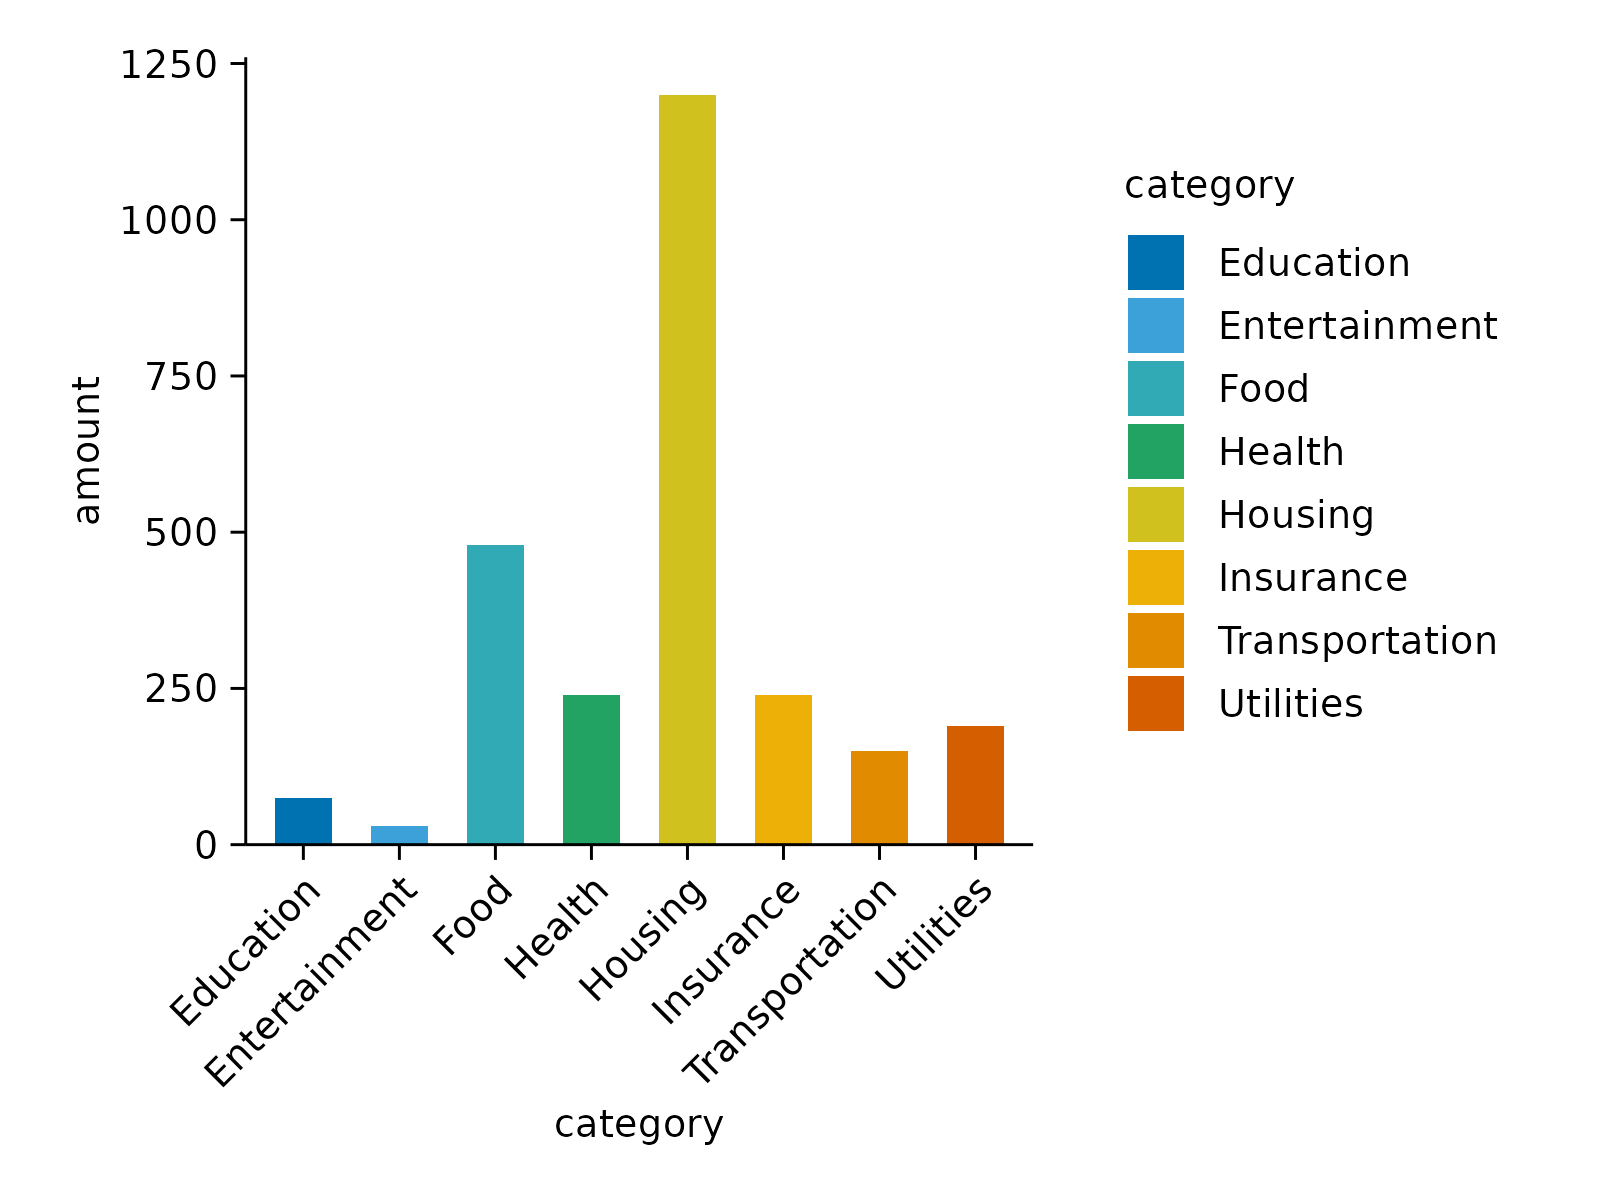 1250
1000
750
500
250
0
amount
Education
Entertainment
Food
Health
Housing
Insurance
Transportation
Utilities
category
category
Education
Entertainment
Food
Health
Housing
Insurance
Transportation
Utilities